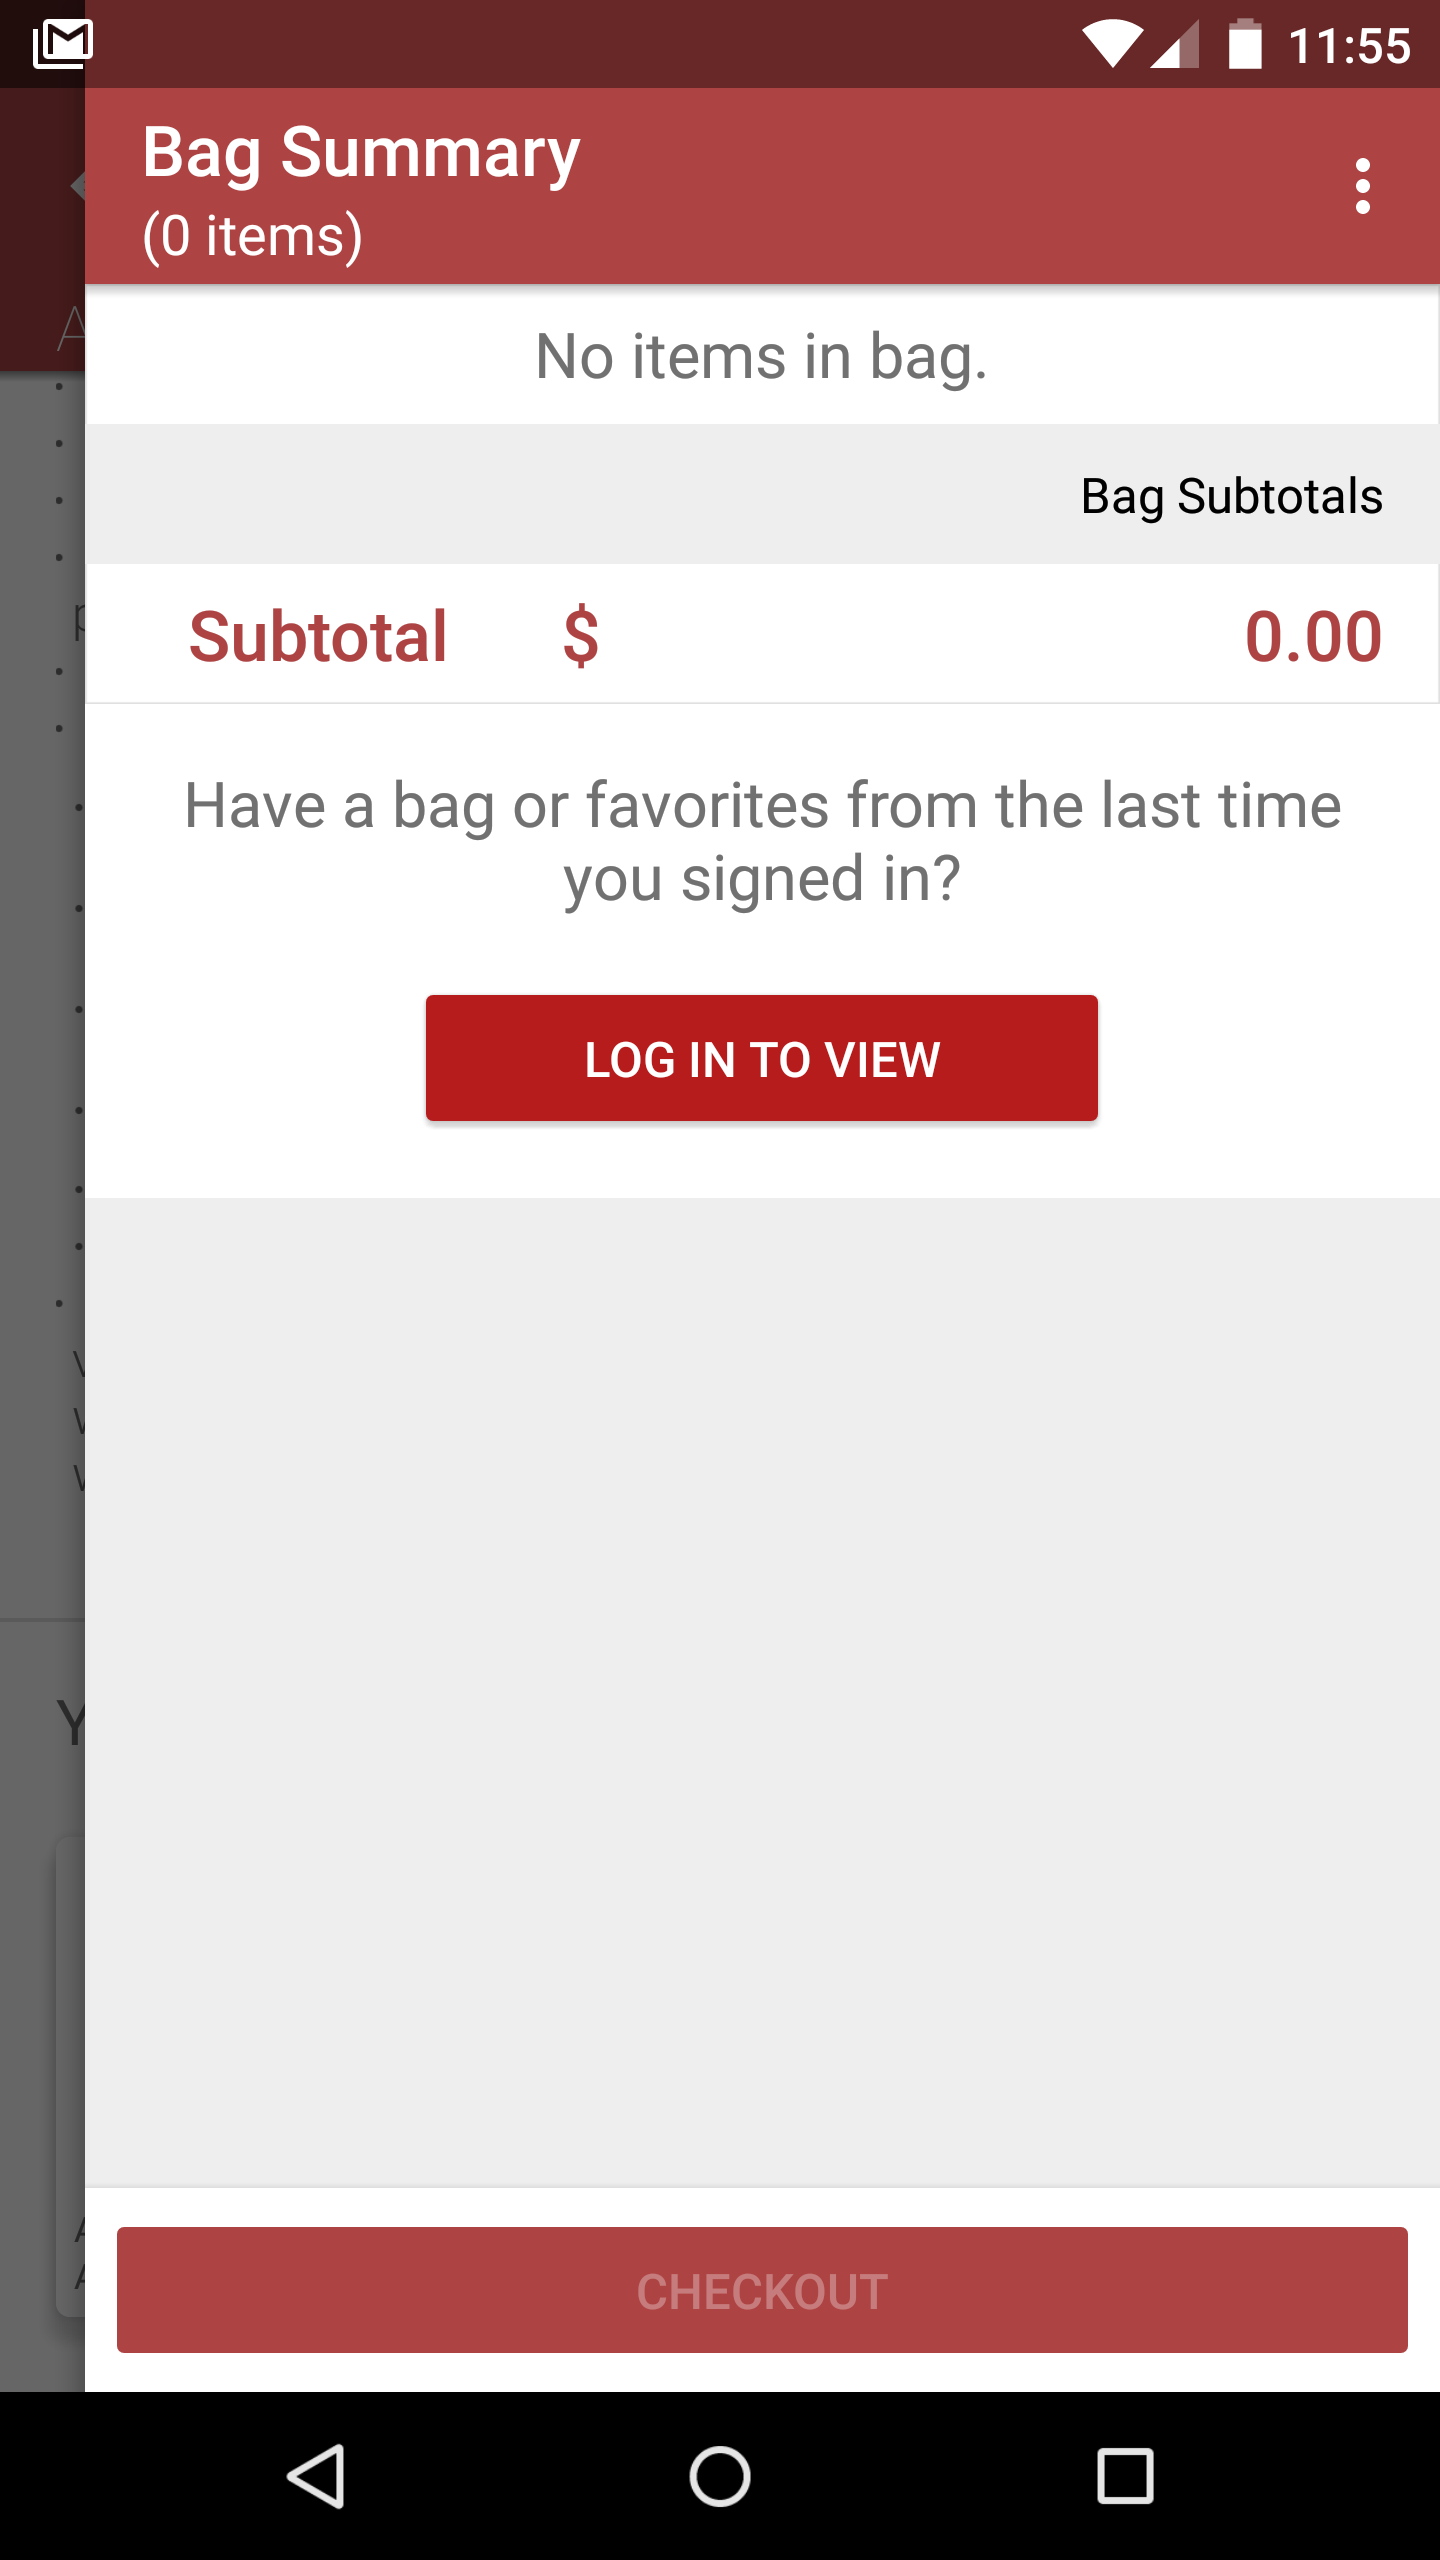 11:55
Bag Summary
(0 items)
No items in bag.
Bag Subtotals
Subtotal $ 0.00
Have a bag or favorites from the last time
you signed in?
LOG IN TO VIEW
CHECKOUT